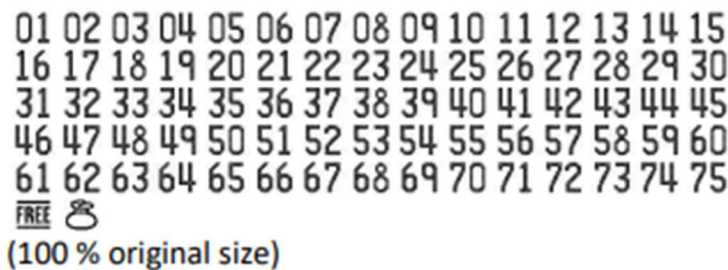 01 02 03 04 05 06 07 08 09 10 11 12 13 14 15
16 17 18 19 20 21 22 23 24 25 26 27 28 29 30
31 32 33 34 35 36 37 38 39 40 41 42 43 44 45
46 47 48 49 50 51 52 53 54 55 56 57 58 59 60
61 62 63 64 65 66 67 68 69 70 71 72 73 74 75
FREE
(100 % original size)